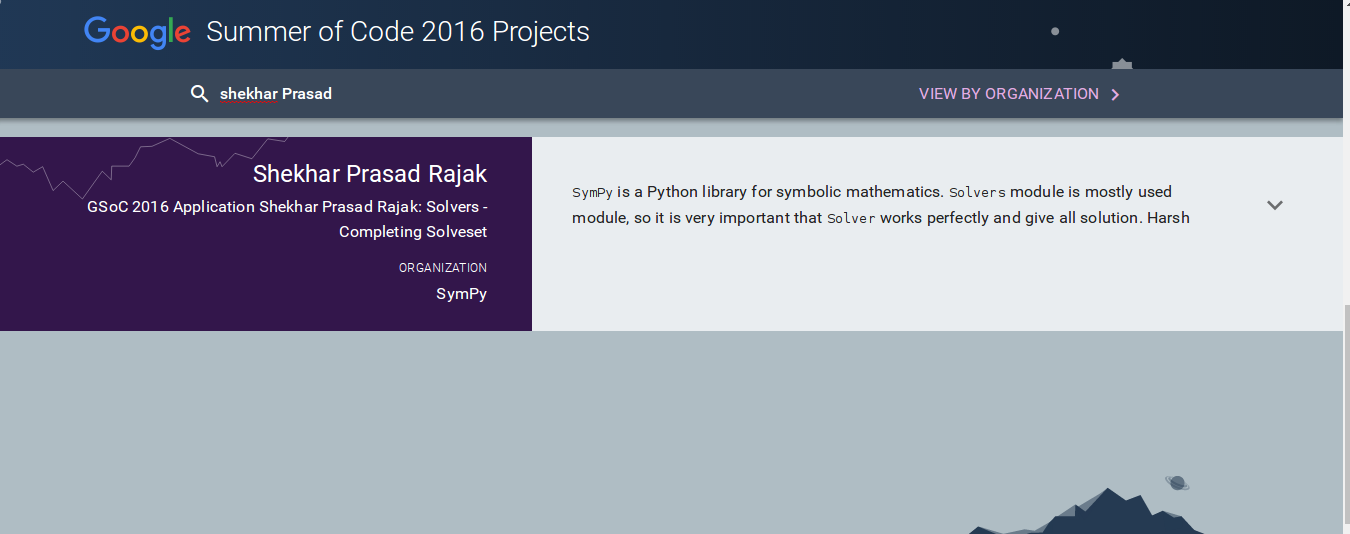 Google Summer of Code 2016 Projects
shekhar Prasad
VIEW BY ORGANIZATION
Shekhar Prasad Rajak
GSoC 2016 Application Shekhar Prasad Rajak: Solvers -
Completing Solveset
ORGANIZATION
SymPy
SymPy is a Python library for symbolic mathematics. Solvers module is mostly used
module, so it is very important that Solver works perfectly and give all solution. Harsh